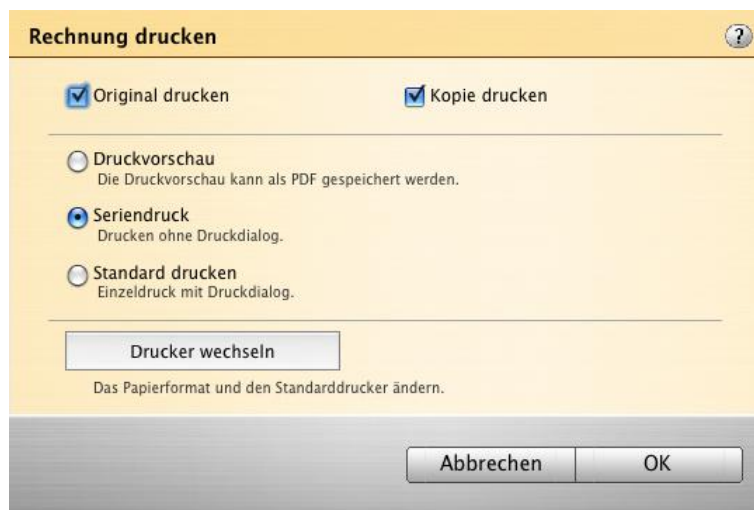 Rechnung drucken ?
Original drucken Kopie drucken
Druckvorschau
Die Druckvorschau kann als PDF gespeichert werden.
Seriendruck
Drucken ohne Druckdialog.
Standard drucken
Einzeldruck mit Druckdialog.
Drucker wechseln
Das Papierformat und den Standarddrucker ändern.
Abbrechen OK